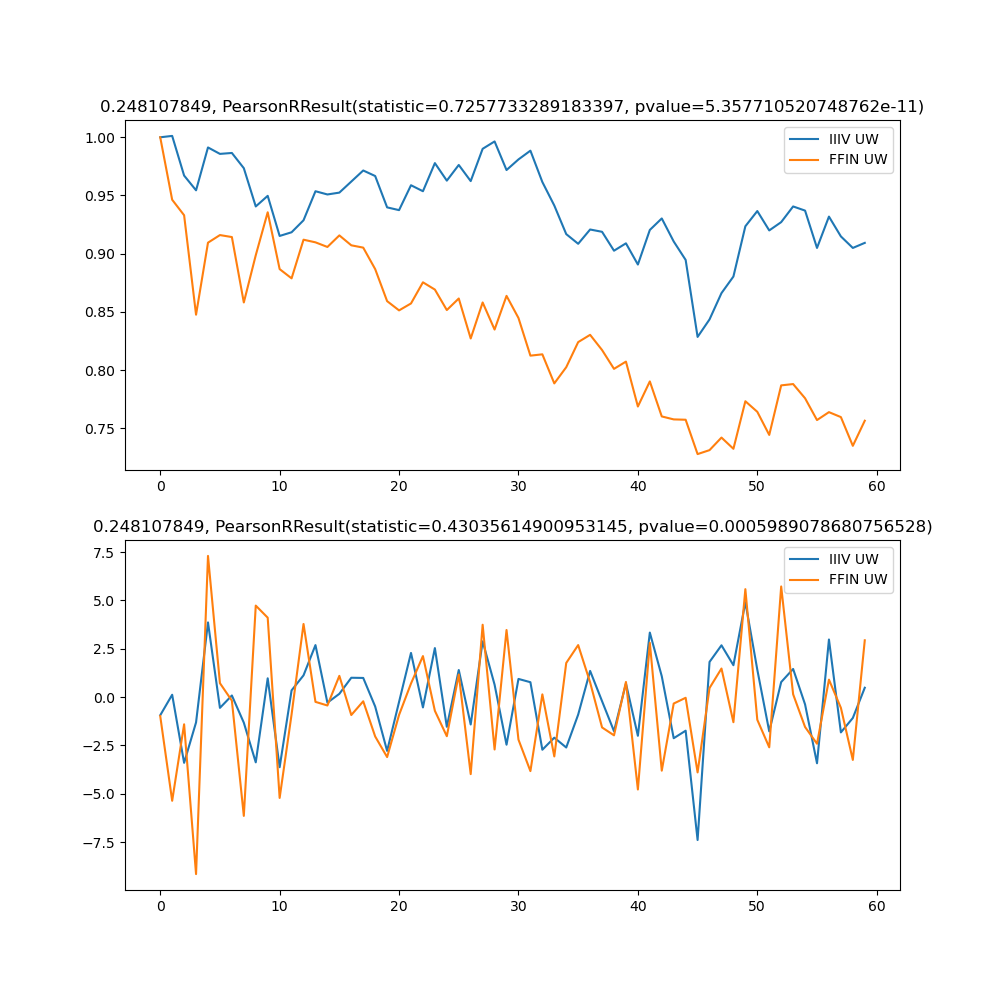 0.248107849, PearsonRResult(statistic=0.7257733289183397, pvalue=5.357710520748762e-11)
IIIV UW
FFIN UW
1.00
0.95
0.90
0.85
0.80
0.75
0 10 20 30 40 50 60
0.248107849, PearsonRResult(statistic=0.43035614900953145, pvalue=0.0005989078680756528)
IIIV UW
FFIN UW
7.5
5.0
2.5
0.0
−2.5
−5.0
−7.5
0 10 20 30 40 50 60